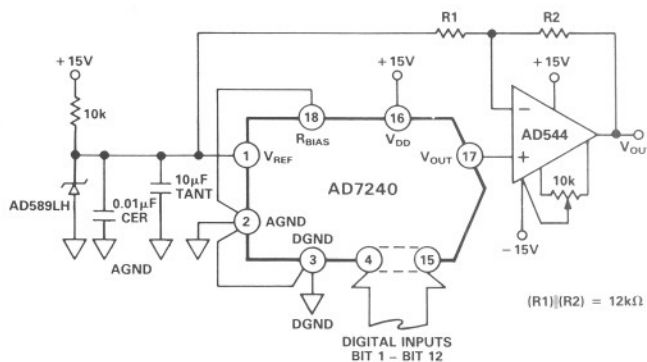 R1
R2
+15V
+15V
+15V
10k
18
RBIAS
16
VDD
AD544
VOUT
1
VREF
VOUT
17
10k
AD589LH
0.01µF
CER
10µF
TANT
AD7240
2
AGND
-15V
AGND
DGND
3
4
15
DGND
DIGITAL INPUTS
BIT 1 – BIT 12
(R1)||(R2) = 12kΩ
−
+